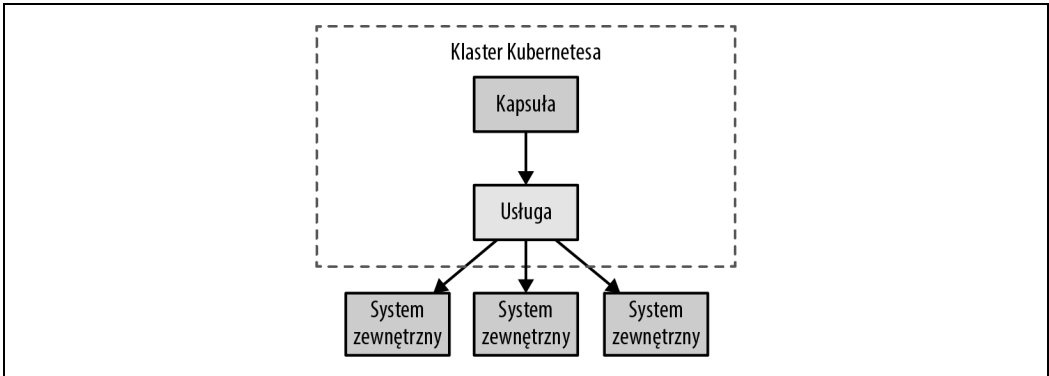 Klaster Kubernetesa
Kapsuła
Usługa
System
zewnętrzny
System
zewnętrzny
System
zewnętrzny